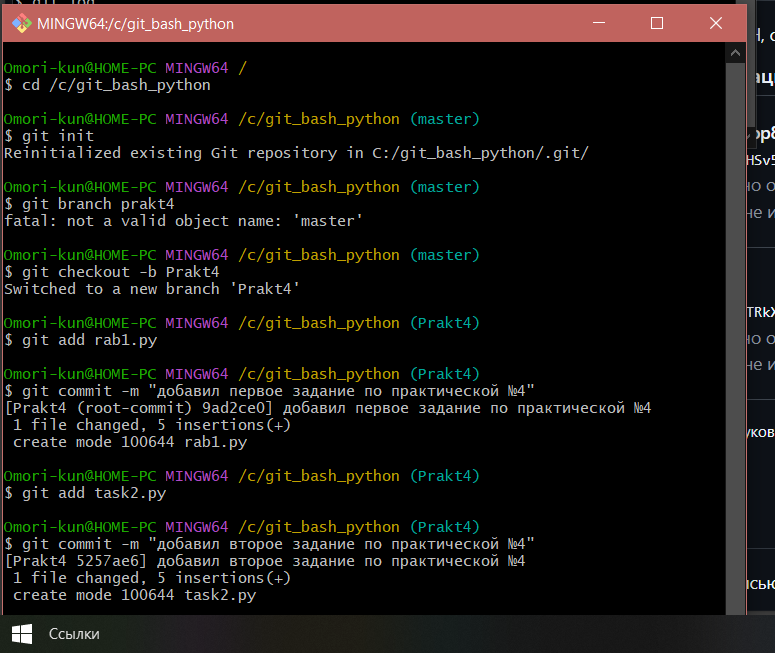 MINGW64:/c/git_bash_python
Omori-kun@HOME-PC MINGW64 /
$ cd /c/git_bash_python
Omori-kun@HOME-PC MINGW64 /c/git_bash_python (master)
$ git init
Reinitialized existing Git repository in C:/git_bash_python/.git/
Omori-kun@HOME-PC MINGW64 /c/git_bash_python (master)
$ git branch prakt4
fatal: not a valid object name: 'master'
Omori-kun@HOME-PC MINGW64 /c/git_bash_python (master)
$ git checkout -b Prakt4
Switched to a new branch 'Prakt4'
Omori-kun@HOME-PC MINGW64 /c/git_bash_python (Prakt4)
$ git add rab1.py
Omori-kun@HOME-PC MINGW64 /c/git_bash_python (Prakt4)
$ git commit -m "добавил первое задание по практической №4"
[Prakt4 (root-commit) 9ad2ce0] добавил первое задание по практической №4
1 file changed, 5 insertions(+)
create mode 100644 rab1.py
Omori-kun@HOME-PC MINGW64 /c/git_bash_python (Prakt4)
$ git add task2.py
Omori-kun@HOME-PC MINGW64 /c/git_bash_python (Prakt4)
$ git commit -m "добавил второе задание по практической №4"
[Prakt4 5257ae6] добавил второе задание по практической №4
1 file changed, 5 insertions(+)
create mode 100644 task2.py
Ссылки